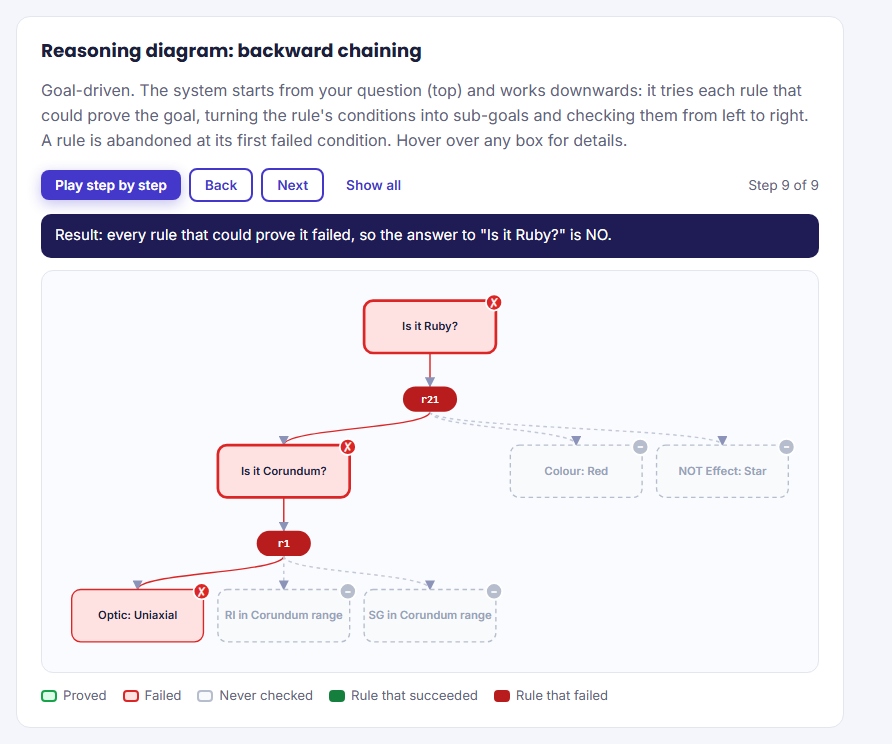 Reasoning diagram: backward chaining
Goal-driven. The system starts from your question (top) and works downwards: it tries each rule that
could prove the goal, turning the rule's conditions into sub-goals and checking them from left to right.
A rule is abandoned at its first failed condition. Hover over any box for details.
Play step by step Back Next Show all Step 9 of 9
Result: every rule that could prove it failed, so the answer to "Is it Ruby?" is NO.
X
Is it Ruby?
r21
X – –
Is it Corundum? Colour: Red NOT Effect: Star
r1
X – –
Optic: Uniaxial RI in Corundum range SG in Corundum range
Proved Failed Never checked Rule that succeeded Rule that failed